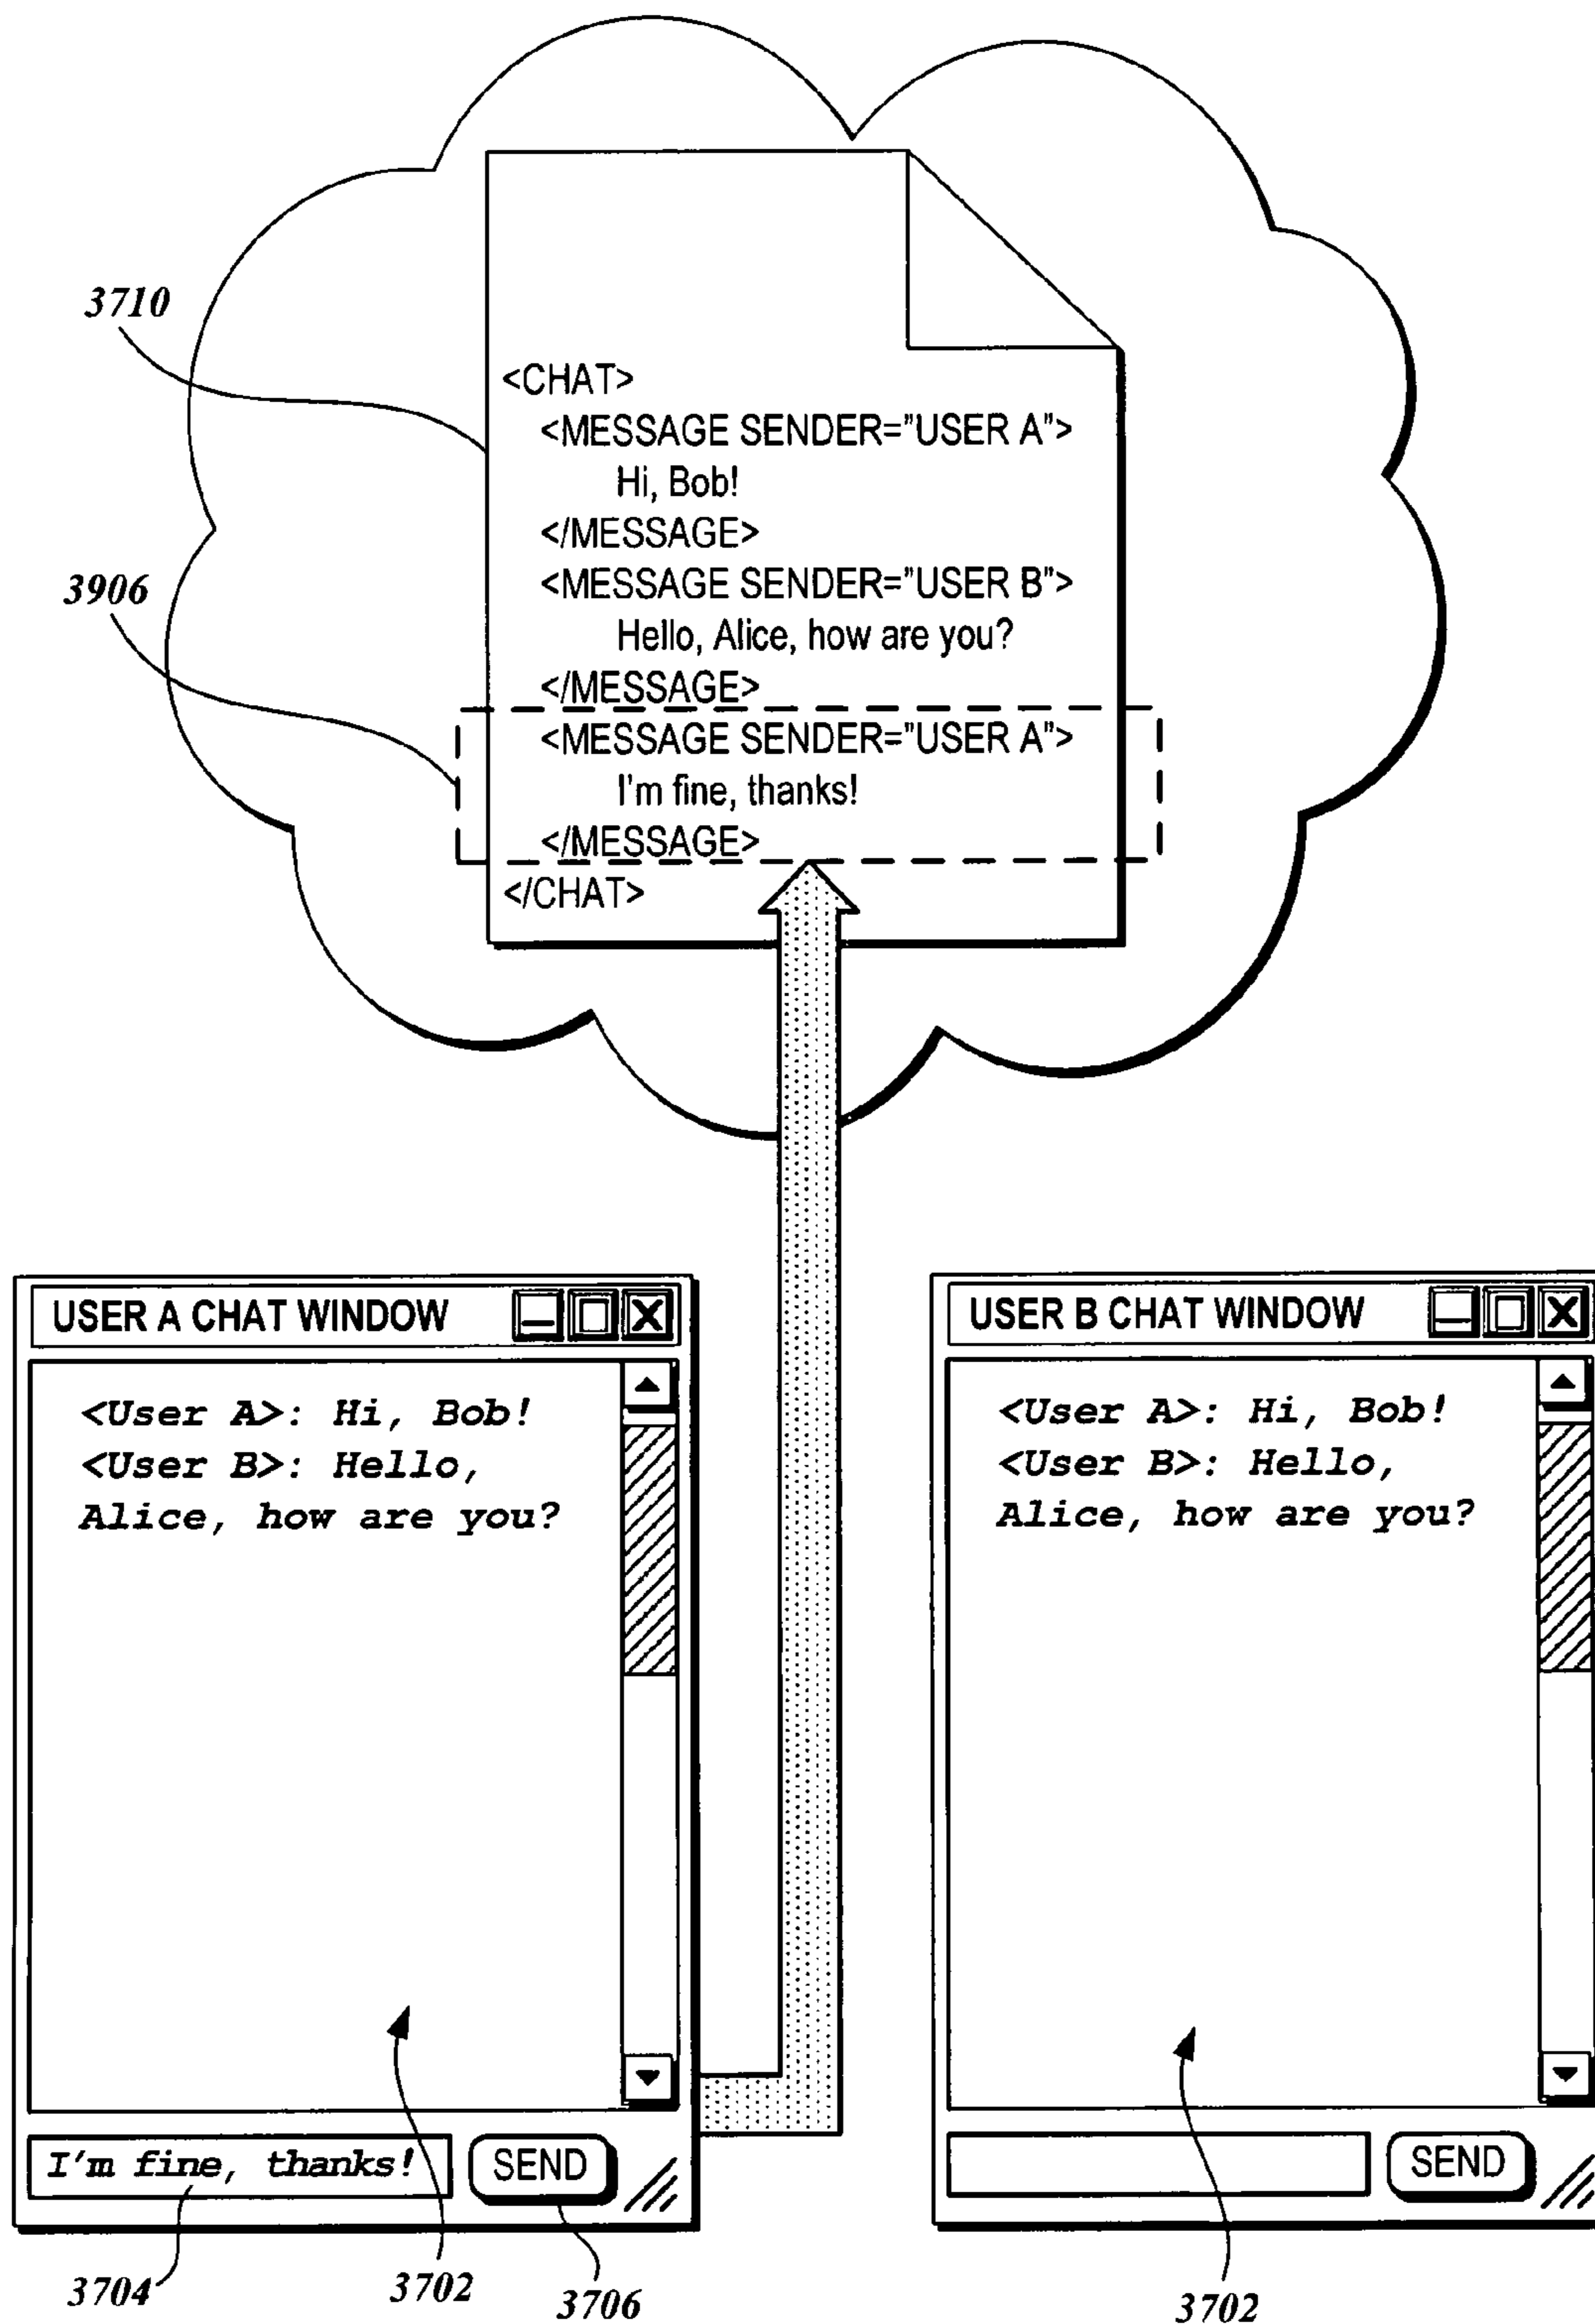 3710
<CHAT>
<MESSAGE SENDER="USER A">
Hi, Bob!
</MESSAGE>
3906
<MESSAGE SENDER="USER B">
Hello, Alice, how are you?
</MESSAGE>
<MESSAGE SENDER="USER A">
I'm fine, thanks!
</MESSAGE>
</CHAT>
USER A CHAT WINDOW
<User A>: Hi, Bob!
<User B>: Hello,
Alice, how are you?
I'm fine, thanks!
SEND
3704
3702
3706
USER B CHAT WINDOW
<User A>: Hi, Bob!
<User B>: Hello,
Alice, how are you?
SEND
3702